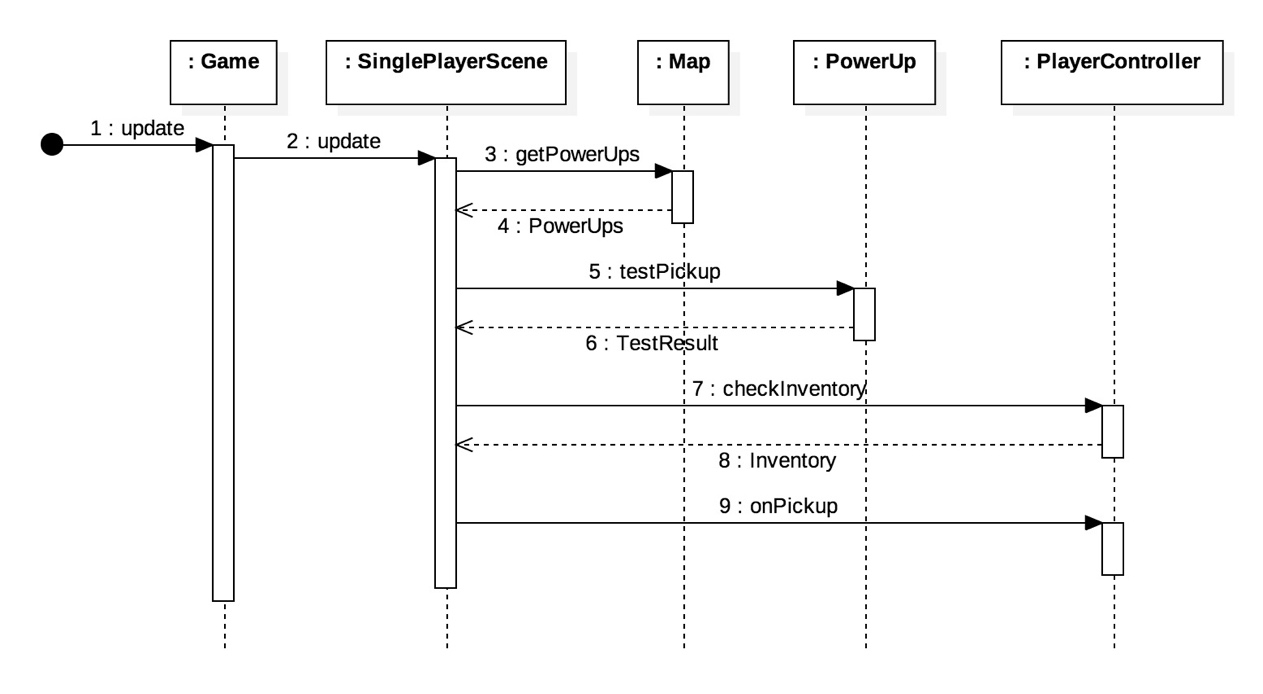 : Game
: SinglePlayerScene
: Map
: PowerUp
: PlayerController
1 : update
2 : update
3 : getPowerUps
4 : PowerUps
5 : testPickup
6 : TestResult
7 : checkInventory
8 : Inventory
9 : onPickup